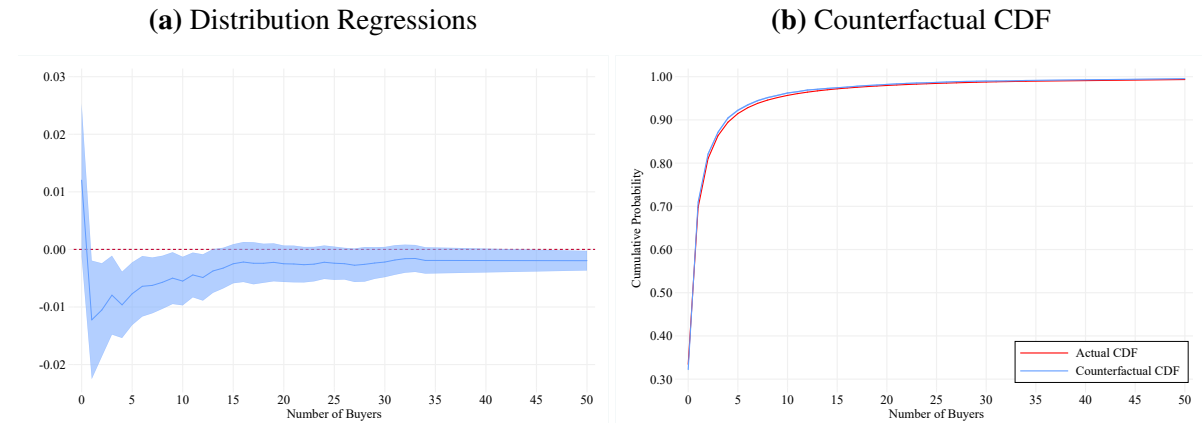 (a) Distribution Regressions
0.03
0.02
0.01
0.00
-0.01
-0.02
0 5 10 15 20 25 30 35 40 45 50
Number of Buyers
(b) Counterfactual CDF
Cumulative Probability
1.00
0.90
0.80
0.70
0.60
0.50
0.40
0.30
Actual CDF
Counterfactual CDF
0 5 10 15 20 25 30 35 40 45 50
Number of Buyers